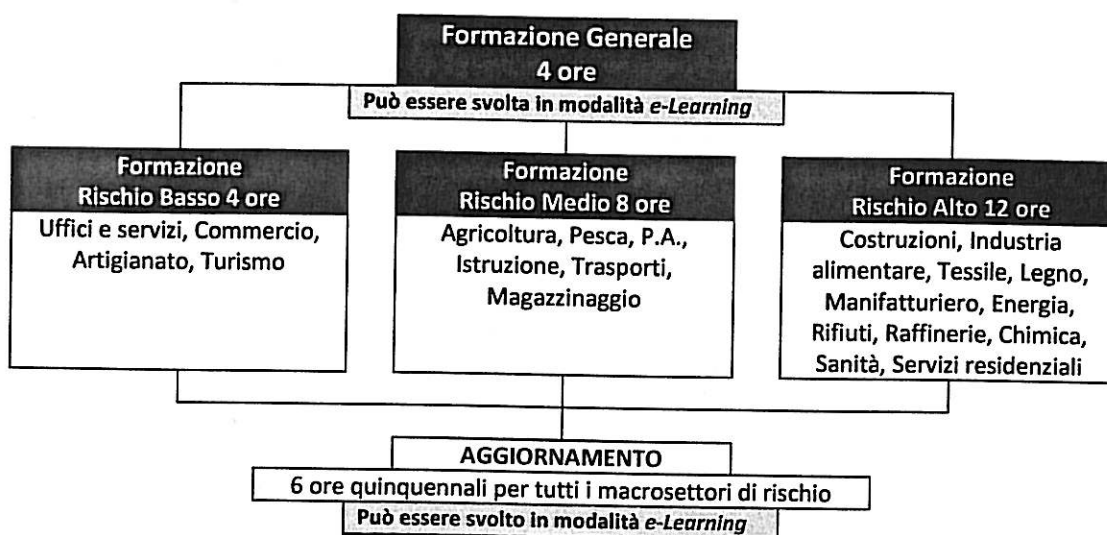 Formazione Generale
4 ore
Può essere svolta in modalità e-Learning
Formazione
Rischio Basso 4 ore
Uffici e servizi, Commercio,
Artigianato, Turismo
Formazione
Rischio Medio 8 ore
Agricoltura, Pesca, P.A.,
Istruzione, Trasporti,
Magazzinaggio
Formazione
Rischio Alto 12 ore
Costruzioni, Industria
alimentare, Tessile, Legno,
Manifatturiero, Energia,
Rifiuti, Raffinerie, Chimica,
Sanità, Servizi residenziali
AGGIORNAMENTO
6 ore quinquennali per tutti i macrosettori di rischio
Può essere svolto in modalità e-Learning